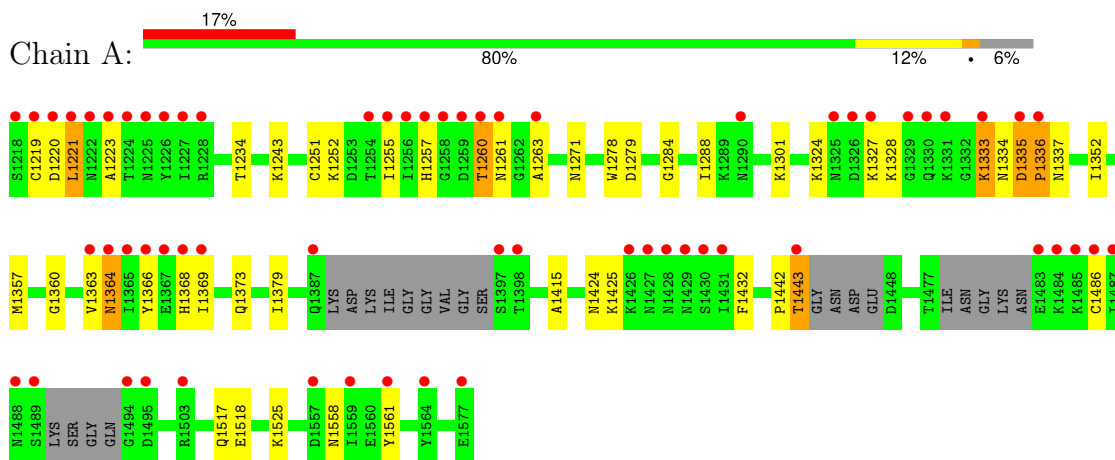 17%
Chain A:
80% 12% • 6%
S1218 C1219 D1220 L1221 N1222 A1223 T1224 N1225 Y1226 I1227 R1228 T1234 K1243 C1251 K1252 D1253 T1254 I1255 I1256 H1257 G1258 D1259 T1260 N1261 G1262 A1263 N1271 W1278 D1279 G1284 I1288 K1289 N1290 K1301 K1324 N1325 D1326 K1327 K1328 G1329 Q1330 K1331 G1332 K1333 N1334 D1335 P1336 N1337 I1352
M1357 G1360 V1363 N1364 I1365 Y1366 E1367 H1368 I1369 Q1373 I1379 Q1387 LYS ASP LYS ILE GLY GLY VAL GLY SER S1397 T1398 A1415 N1424 K1425 K1426 N1427 N1428 N1429 S1430 I1431 F1432 P1442 T1443 GLY ASN ASP GLU D1448 T1477 ILE ASN GLY LYS ASN E1483 K1484 K1485 C1486 I1487
N1488 S1489 LYS SER GLY GLN G1494 D1495 R1503 Q1517 E1518 K1525 D1557 N1558 I1559 E1560 Y1561 Y1564 E1577